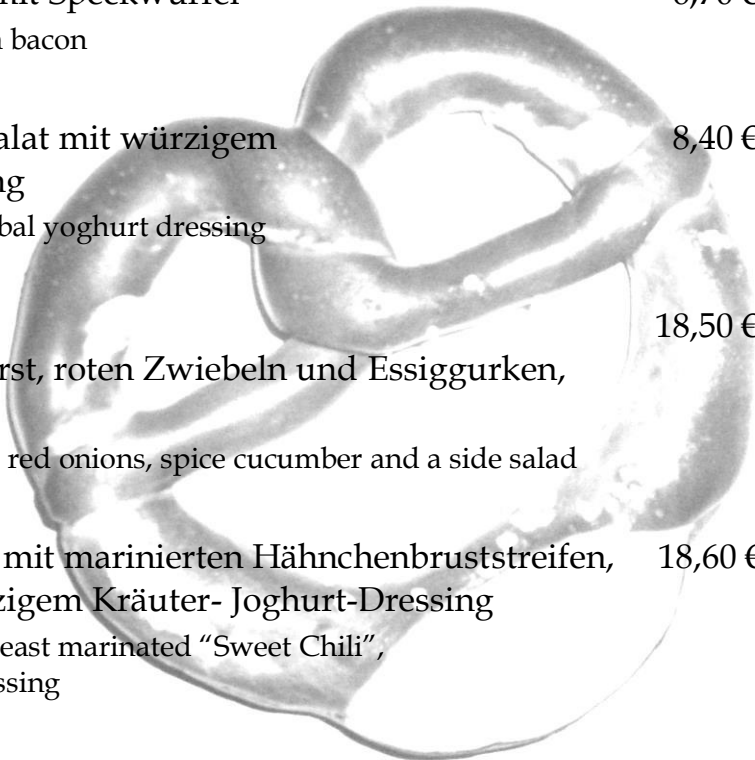 mit Speckwürfel
bacon
alat mit würzigem 8,40 €
ng
bal yoghurt dressing
18,50 €
rst, roten Zwiebeln und Essiggurken,
red onions, spice cucumber and a side salad
mit marinierten Hähnchenbruststreifen, 18,60 €
zigem Kräuter- Joghurt-Dressing
east marinated “Sweet Chili”,
ssing